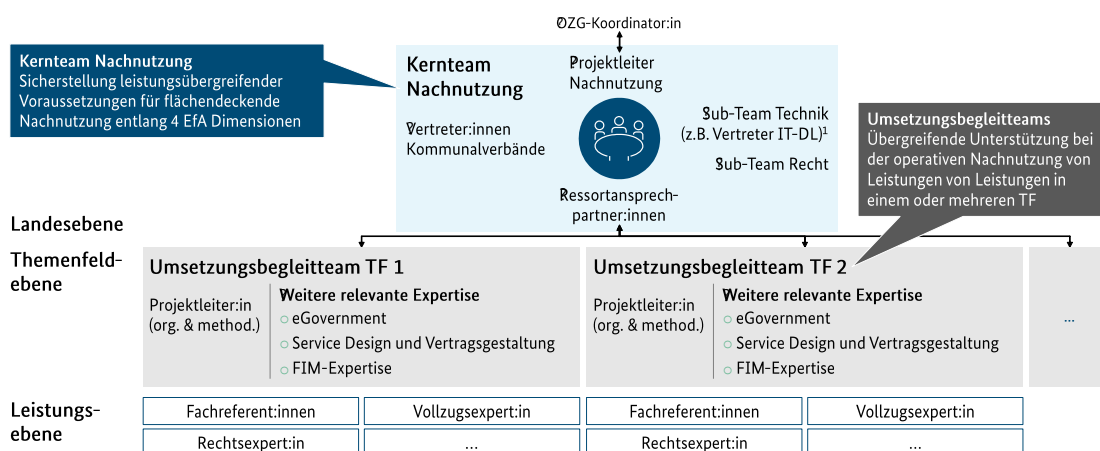 OZG-Koordinator:in
Kernteam Nachnutzung
Sicherstellung leistungsübergreifender
Voraussetzungen für flächendeckende
Nachnutzung entlang 4 EfA Dimensionen
Kernteam
Nachnutzung
Projektleiter
Nachnutzung
Vertreter:innen
Kommunalverbände
Sub-Team Technik
(z.B. Vertreter IT-DL)¹
Sub-Team Recht
Ressortansprech-
partner:innen
Umsetzungsbegleitteams
Übergreifende Unterstützung bei
der operativen Nachnutzung von
Leistungen von Leistungen in
einem oder mehreren TF
Landesebene
Themenfeld-
ebene
Umsetzungsbegleitteam TF 1
Projektleiter:in
(org. & method.)
Weitere relevante Expertise
eGovernment
Service Design und Vertragsgestaltung
FIM-Expertise
Umsetzungsbegleitteam TF 2
Projektleiter:in
(org. & method.)
Weitere relevante Expertise
eGovernment
Service Design und Vertragsgestaltung
FIM-Expertise
...
Leistungs-
ebene
Fachreferent:innen
Vollzugsexpert:in
Fachreferent:innen
Vollzugsexpert:in
Rechtsexpert:in
...
Rechtsexpert:in
...